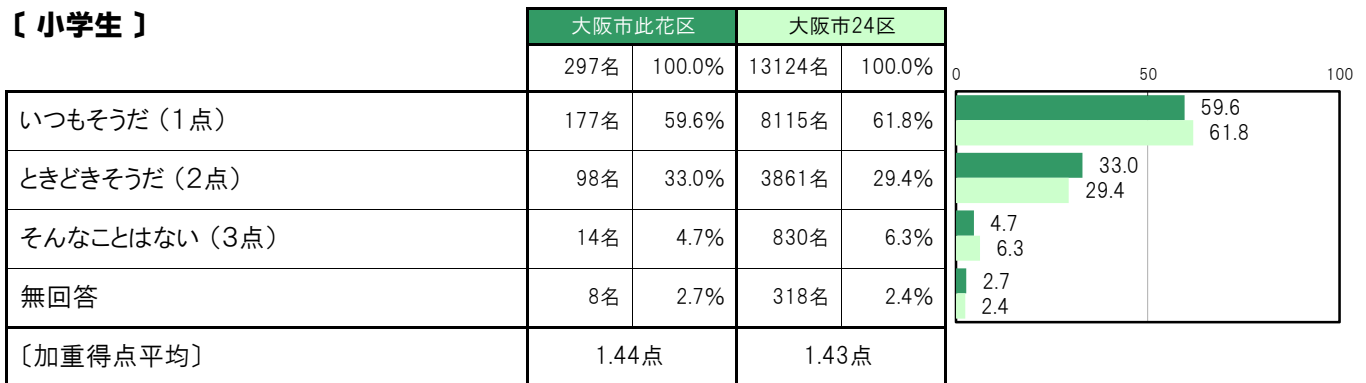 〔 小学生 〕
大阪市此花区 大阪市24区
297名 100.0% 13124名 100.0%
0 50 100
いつもそうだ（１点） 177名 59.6% 8115名 61.8%
59.6
61.8
ときどきそうだ（２点） 98名 33.0% 3861名 29.4%
33.0
29.4
そんなことはない（３点） 14名 4.7% 830名 6.3%
4.7
6.3
無回答 8名 2.7% 318名 2.4%
2.7
2.4
〔加重得点平均〕 1.44点 1.43点